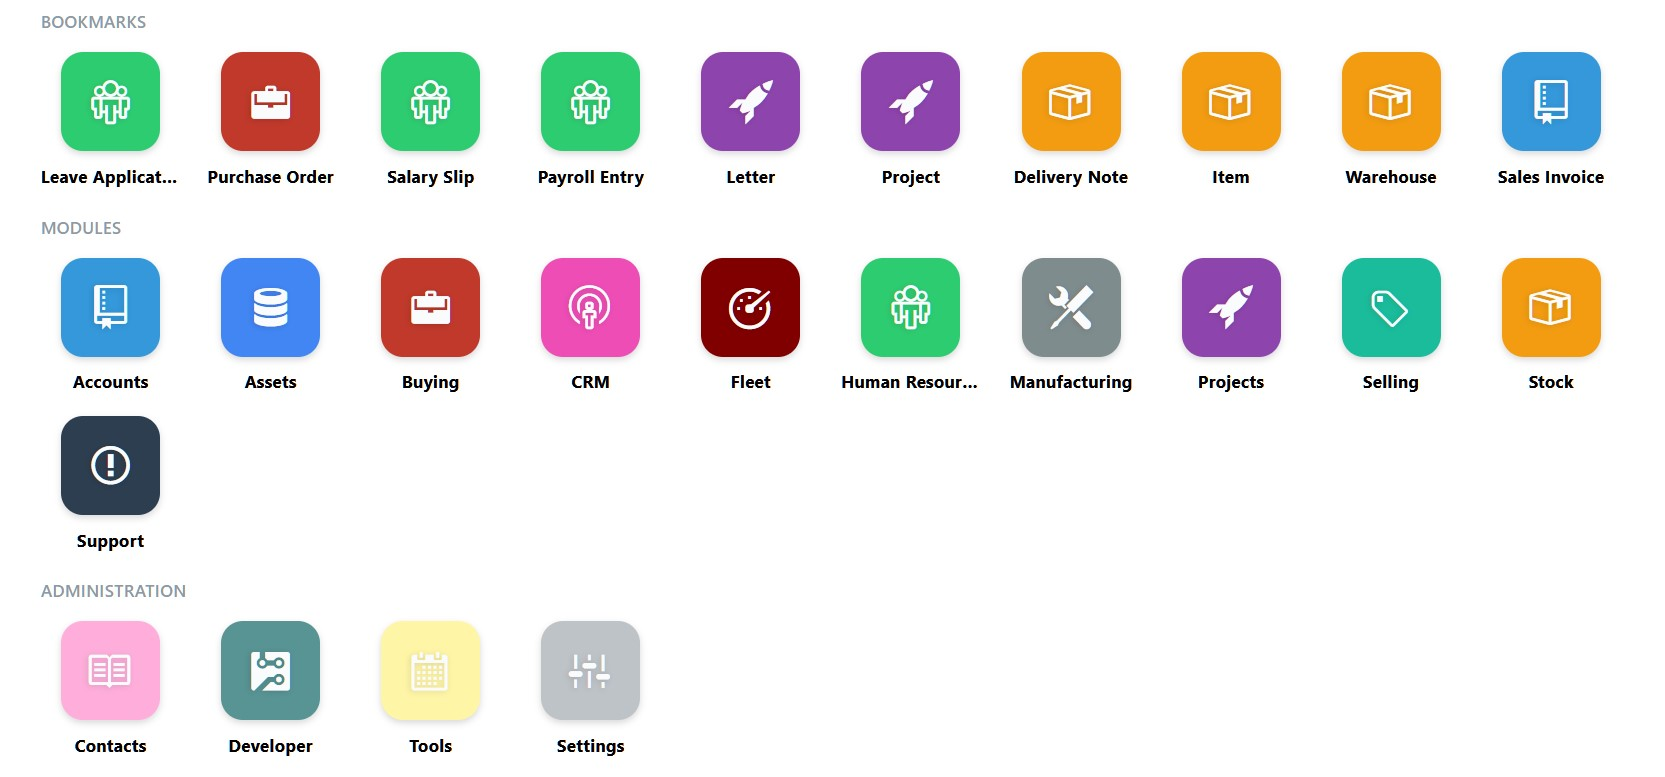 BOOKMARKS
Leave Applicat... Purchase Order Salary Slip Payroll Entry Letter Project Delivery Note Item Warehouse Sales Invoice
MODULES
Accounts Assets Buying CRM Fleet Human Resour... Manufacturing Projects Selling Stock
Support
ADMINISTRATION
Contacts Developer Tools Settings